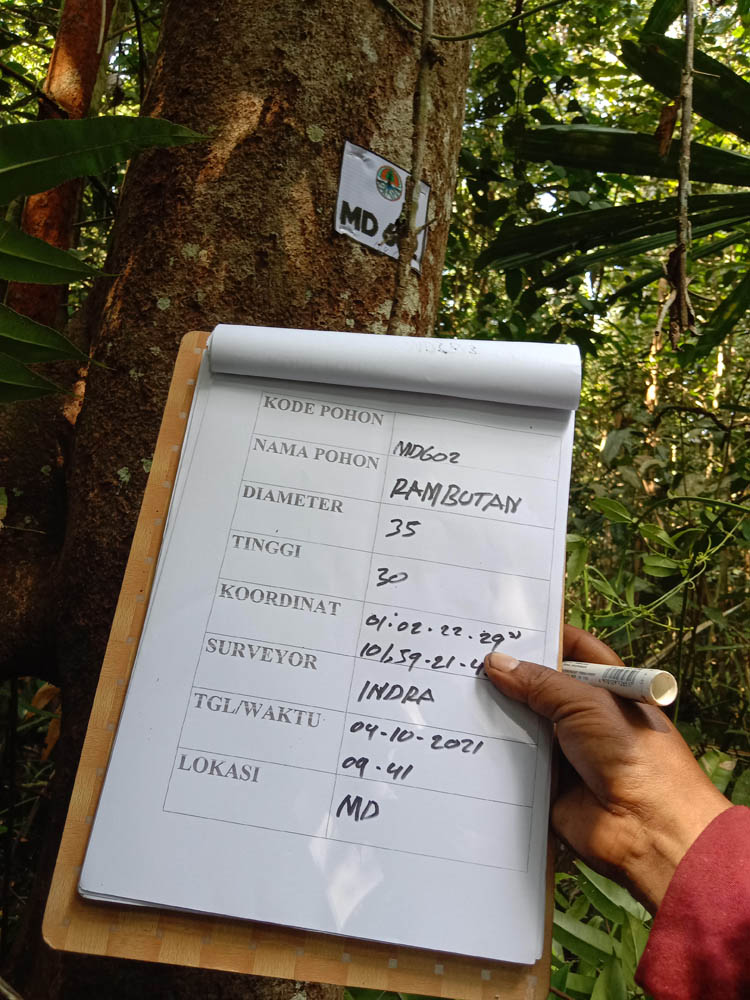 MD
KODE POHON
MD602
NAMA POHON
RAMBUTAN
DIAMETER
35
TINGGI
30
KOORDINAT
01·02·22·29"
101,59·21·4
SURVEYOR
INDRA
TGL/WAKTU
04-10-2021
09·41
LOKASI
MD